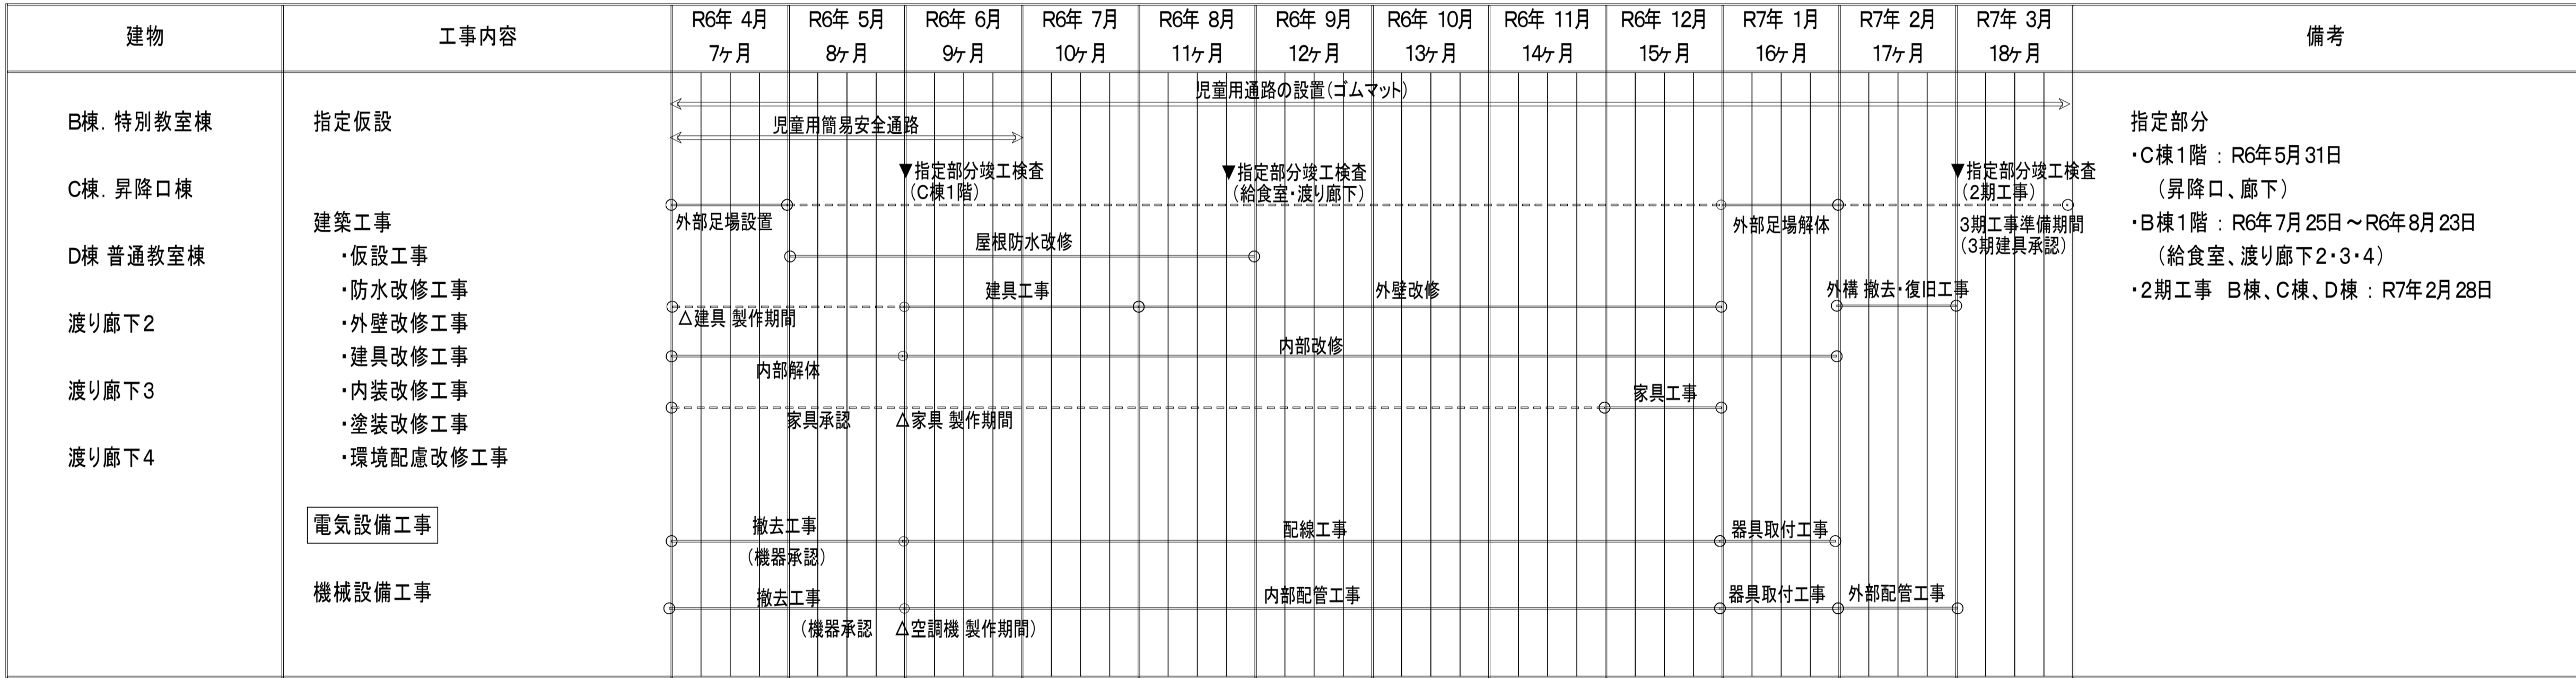 建物
工事内容
R6年 4月
R6年 5月
R6年 6月
R6年 7月
R6年 8月
R6年 9月
R6年 10月
R6年 11月
R6年 12月
R7年 1月
R7年 2月
R7年 3月
備考
7ヶ月
8ヶ月
9ヶ月
10ヶ月
11ヶ月
12ヶ月
13ヶ月
14ヶ月
15ヶ月
16ヶ月
17ヶ月
18ヶ月
B棟．特別教室棟
C棟．昇降口棟
D棟 普通教室棟
渡り廊下2
渡り廊下3
渡り廊下4
指定仮設
建築工事
・仮設工事
・防水改修工事
・外壁改修工事
・建具改修工事
・内装改修工事
・塗装改修工事
・環境配慮改修工事
電気設備工事
機械設備工事
児童用通路の設置(ゴムマット)
児童用簡易安全通路
▼指定部分竣工検査
(C棟1階)
▼指定部分竣工検査
(給食室・渡り廊下)
▼指定部分竣工検査
(2期工事)
外部足場設置
外部足場解体
3期工事準備期間
(3期建具承認)
屋根防水改修
建具工事
外壁改修
外構 撤去・復旧工事
△建具 製作期間
内部改修
内部解体
家具工事
家具承認
△家具 製作期間
撤去工事
配線工事
器具取付工事
(機器承認)
撤去工事
内部配管工事
器具取付工事
外部配管工事
(機器承認
△空調機 製作期間)
指定部分
・C棟1階 : R6年5月31日
(昇降口、廊下)
・B棟1階 : R6年7月25日～R6年8月23日
(給食室、渡り廊下2・3・4)
・2期工事 B棟、C棟、D棟 : R7年2月28日